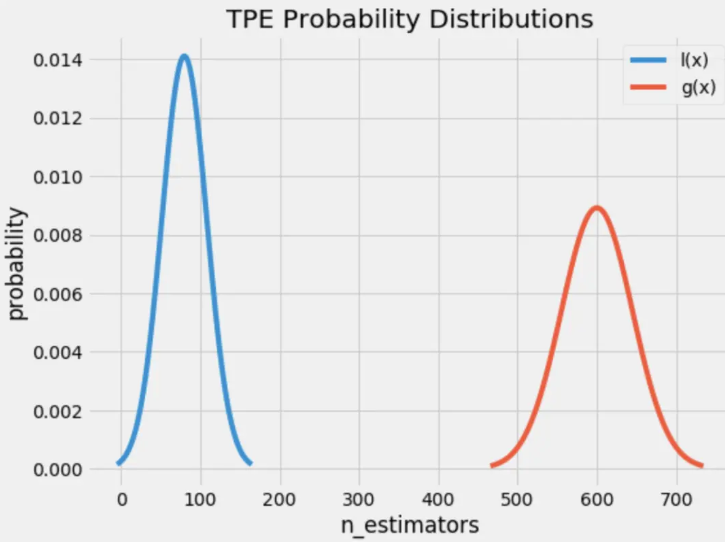 TPE Probability Distributions
l(x)
g(x)
probability
0.014
0.012
0.010
0.008
0.006
0.004
0.002
0.000
0 100 200 300 400 500 600 700
n_estimators